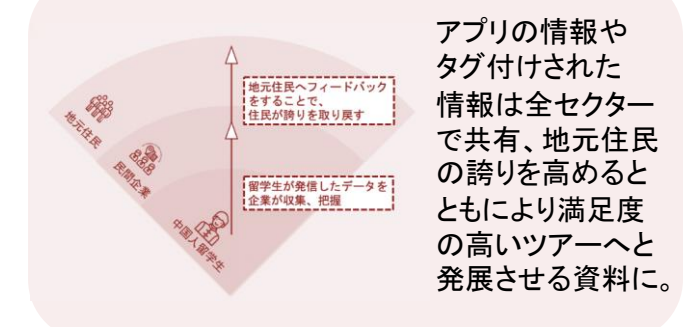 地元住民へフィードバック
をすることで、
住民が誇りを取り戻す
地元住民
民間企業
留学生が発信したデータを
企業が収集、把握
中国人留学生
アプリの情報や
タグ付けされた
情報は全セクター
で共有、地元住民
の誇りを高めると
ともにより満足度
の高いツアーへと
発展させる資料に。